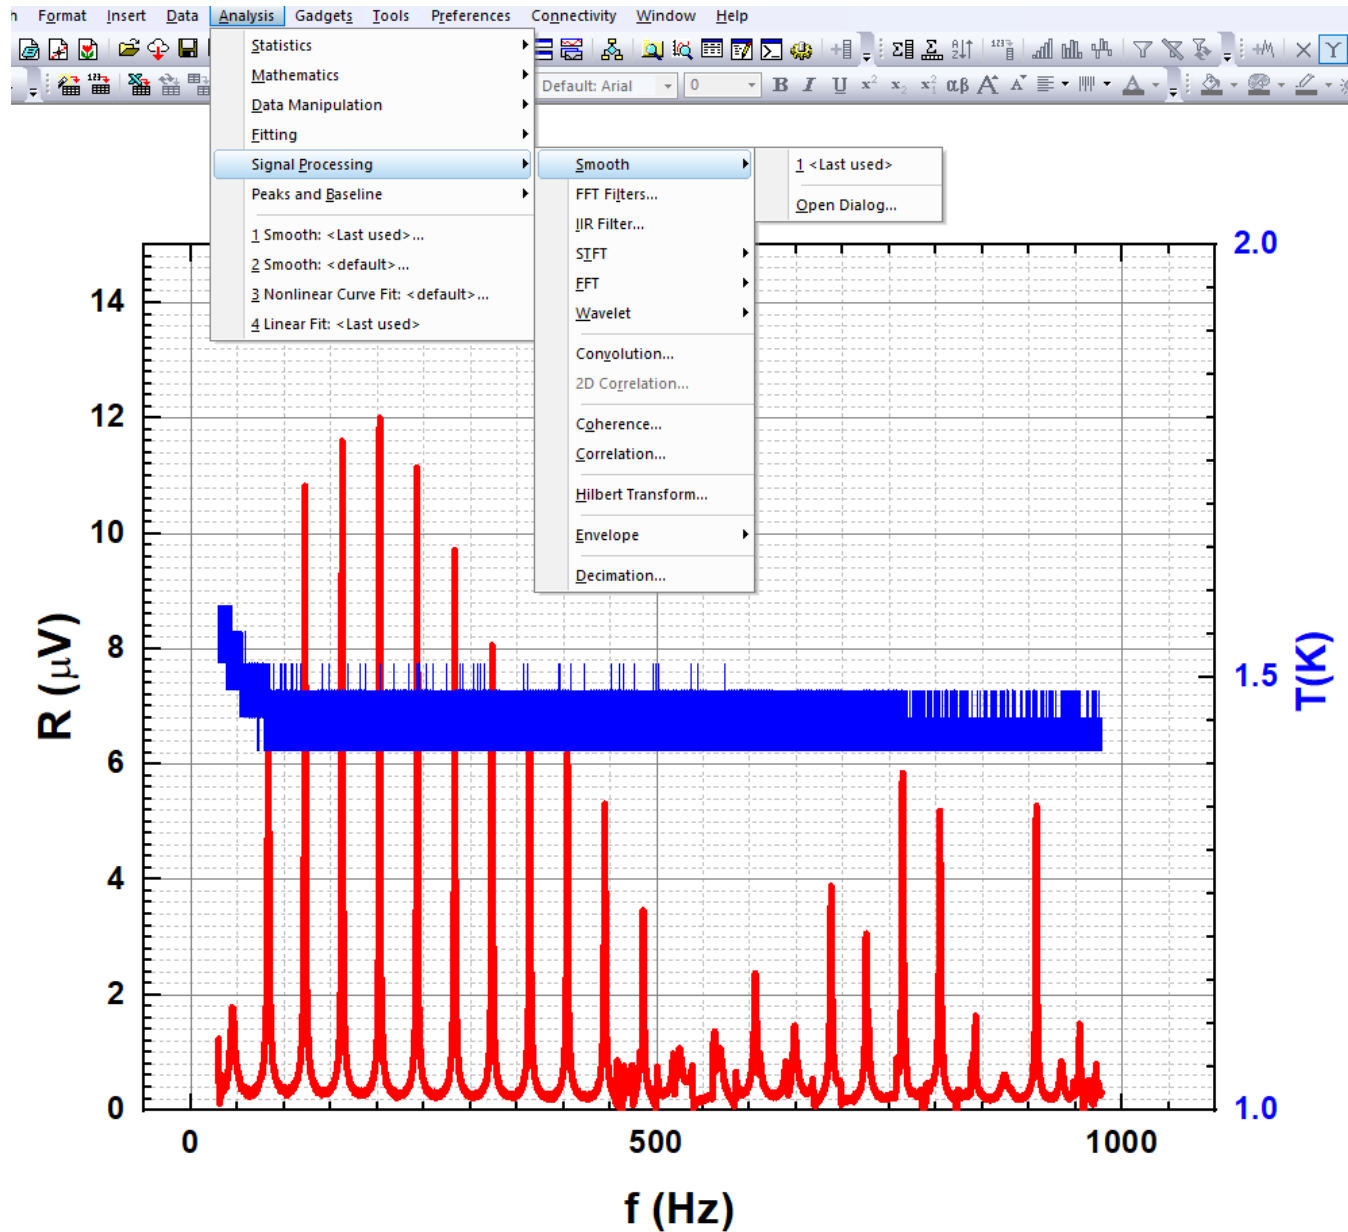 h Format Insert Data Analysis Gadgets Tools Preferences Connectivity Window Help
Default: Arial 0 B I U x² x₂ αβ A A A
Statistics
Mathematics
Data Manipulation
Fitting
Signal Processing
Peaks and Baseline
1 Smooth: <Last used>...
2 Smooth: <default>...
3 Nonlinear Curve Fit: <default>...
4 Linear Fit: <Last used>
Smooth
FFT Filters...
IIR Filter...
STFT
FFT
Wavelet
Convolution...
2D Correlation...
Coherence...
Correlation...
Hilbert Transform...
Envelope
Decimation...
1 <Last used>
Open Dialog...
14
12
10
8
6
4
2
0
R (μV)
2.0
1.5
1.0
T(K)
0 500 1000
f (Hz)